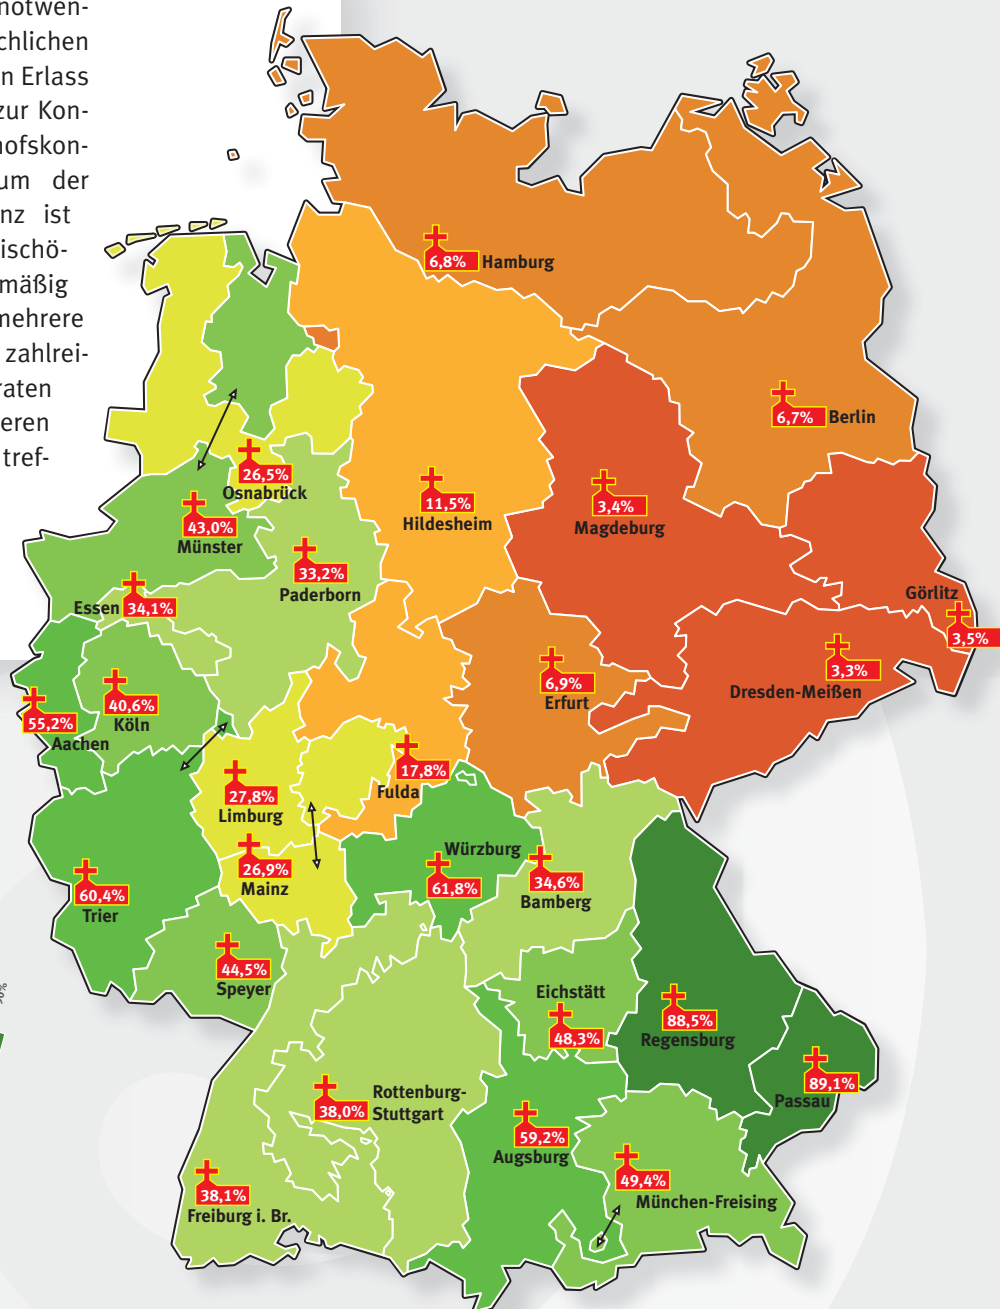 notwen-
chlichen
n Erlass
zur Kon-
hofskon-
um der
nz ist
ischö-
mäßig
mehrere
zahlrei-
raten
eren
tref-
6,8% Hamburg
6,7% Berlin
26,5%
Osnabrück
43,0%
Münster
11,5%
Hildesheim
3,4%
Magdeburg
33,2%
Paderborn
Essen 34,1%
Görlitz
3,5%
40,6%
Köln
55,2%
Aachen
6,9%
Erfurt
3,3%
Dresden-Meißen
17,8%
Fulda
27,8%
Limburg
26,9%
Mainz
Würzburg
61,8%
34,6%
Bamberg
60,4%
Trier
44,5%
Speyer
Eichstätt
48,3%
88,5%
Regensburg
89,1%
Passau
38,0%
Rottenburg-
Stuttgart
59,2%
Augsburg
49,4%
München-Freising
38,1%
Freiburg i. Br.
%